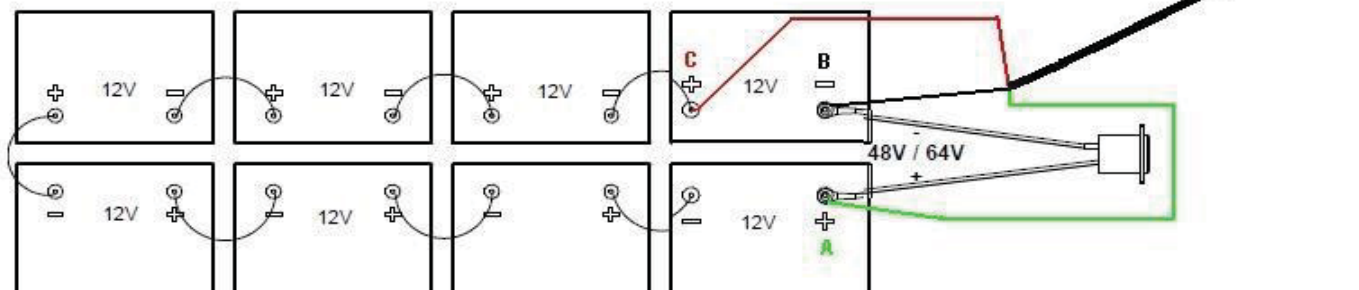 C B
+ 12V - + 12V - + 12V - + 12V -
-
48V / 64V
+
- 12V + - 12V + - 12V + - 12V +
A